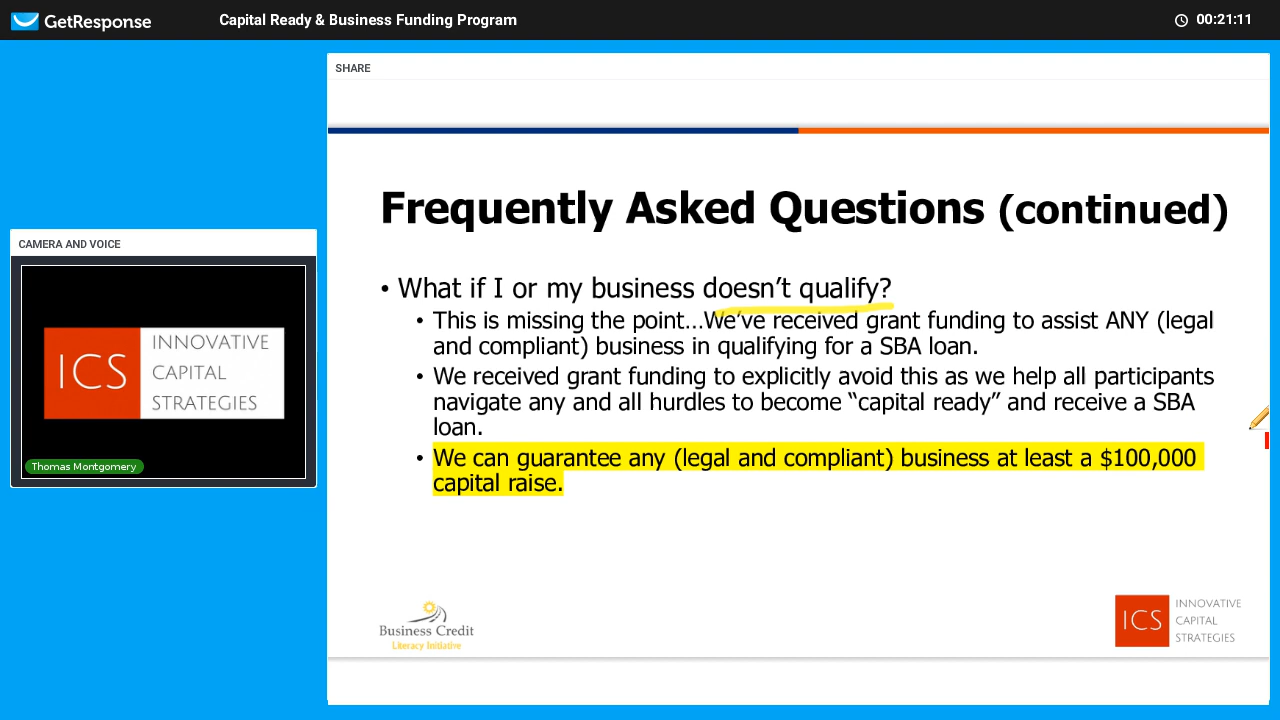 GetResponse
Capital Ready & Business Funding Program
00:21:11
SHARE
CAMERA AND VOICE
ICS
INNOVATIVE
CAPITAL
STRATEGIES
Thomas Montgomery
Frequently Asked Questions (continued)
• What if I or my business doesn’t qualify?
• This is missing the point...We’ve received grant funding to assist ANY (legal
and compliant) business in qualifying for a SBA loan.
• We received grant funding to explicitly avoid this as we help all participants
navigate any and all hurdles to become “capital ready” and receive a SBA
loan.
• We can guarantee any (legal and compliant) business at least a $100,000
capital raise.
Business Credit
Literacy Initiative
ICS
INNOVATIVE
CAPITAL
STRATEGIES